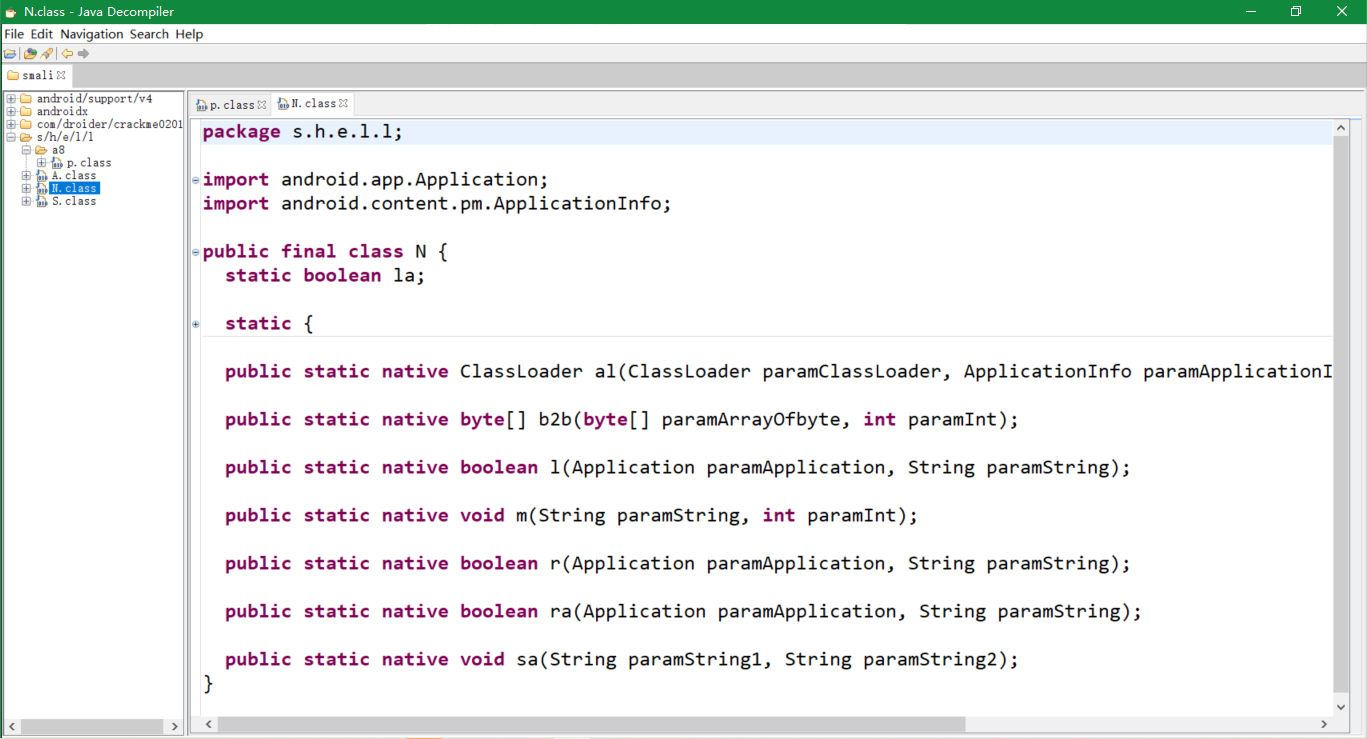 N.class - Java Decompiler
File Edit Navigation Search Help
smali
android/support/v4
androidx
com/droider/crackme0201
s/h/e/l/l
a8
p.class
A.class
N.class
S.class
p.class N.class
package s.h.e.l.l;
import android.app.Application;
import android.content.pm.ApplicationInfo;
public final class N {
static boolean la;
static {
public static native ClassLoader al(ClassLoader paramClassLoader, ApplicationInfo paramApplicationI
public static native byte[] b2b(byte[] paramArrayOfbyte, int paramInt);
public static native boolean l(Application paramApplication, String paramString);
public static native void m(String paramString, int paramInt);
public static native boolean r(Application paramApplication, String paramString);
public static native boolean ra(Application paramApplication, String paramString);
public static native void sa(String paramString1, String paramString2);
}